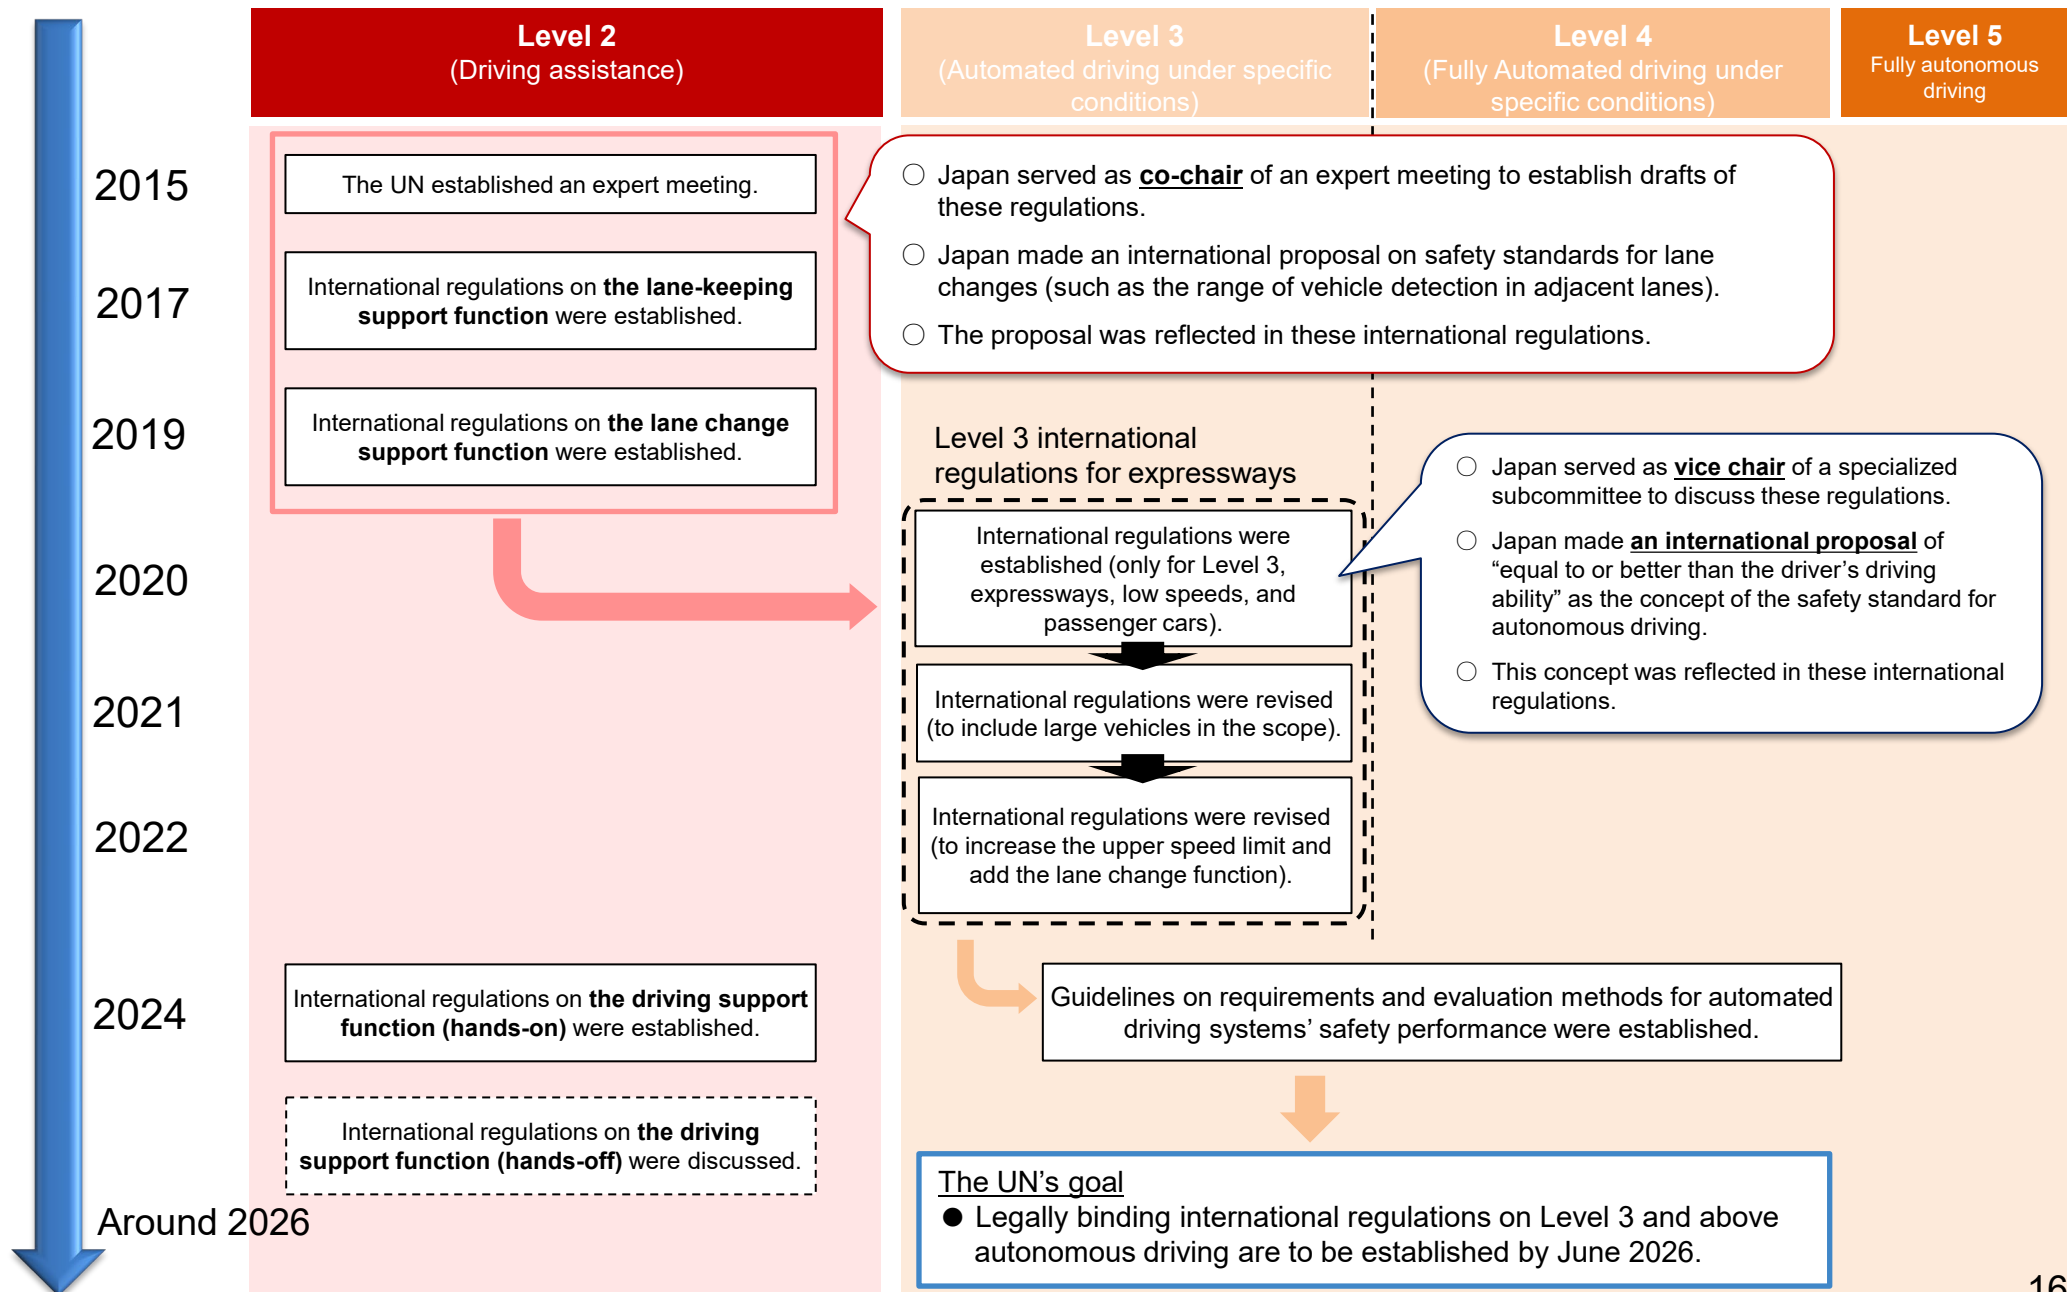 Level 2
(Driving assistance)
Level 3
(Automated driving under specific
conditions)
Level 4
(Fully Automated driving under
specific conditions)
Level 5
Fully autonomous
driving
2015
The UN established an expert meeting.
○ Japan served as co-chair of an expert meeting to establish drafts of
these regulations.
○ Japan made an international proposal on safety standards for lane
changes (such as the range of vehicle detection in adjacent lanes).
○ The proposal was reflected in these international regulations.
2017
International regulations on the lane-keeping
support function were established.
2019
International regulations on the lane change
support function were established.
Level 3 international
regulations for expressways
○ Japan served as vice chair of a specialized
subcommittee to discuss these regulations.
○ Japan made an international proposal of
“equal to or better than the driver’s driving
ability” as the concept of the safety standard for
autonomous driving.
○ This concept was reflected in these international
regulations.
2020
International regulations were
established (only for Level 3,
expressways, low speeds, and
passenger cars).
2021
International regulations were revised
(to include large vehicles in the scope).
2022
International regulations were revised
(to increase the upper speed limit and
add the lane change function).
2024
International regulations on the driving support
function (hands-on) were established.
Guidelines on requirements and evaluation methods for automated
driving systems’ safety performance were established.
International regulations on the driving
support function (hands-off) were discussed.
Around 2026
The UN’s goal
● Legally binding international regulations on Level 3 and above
autonomous driving are to be established by June 2026.
16